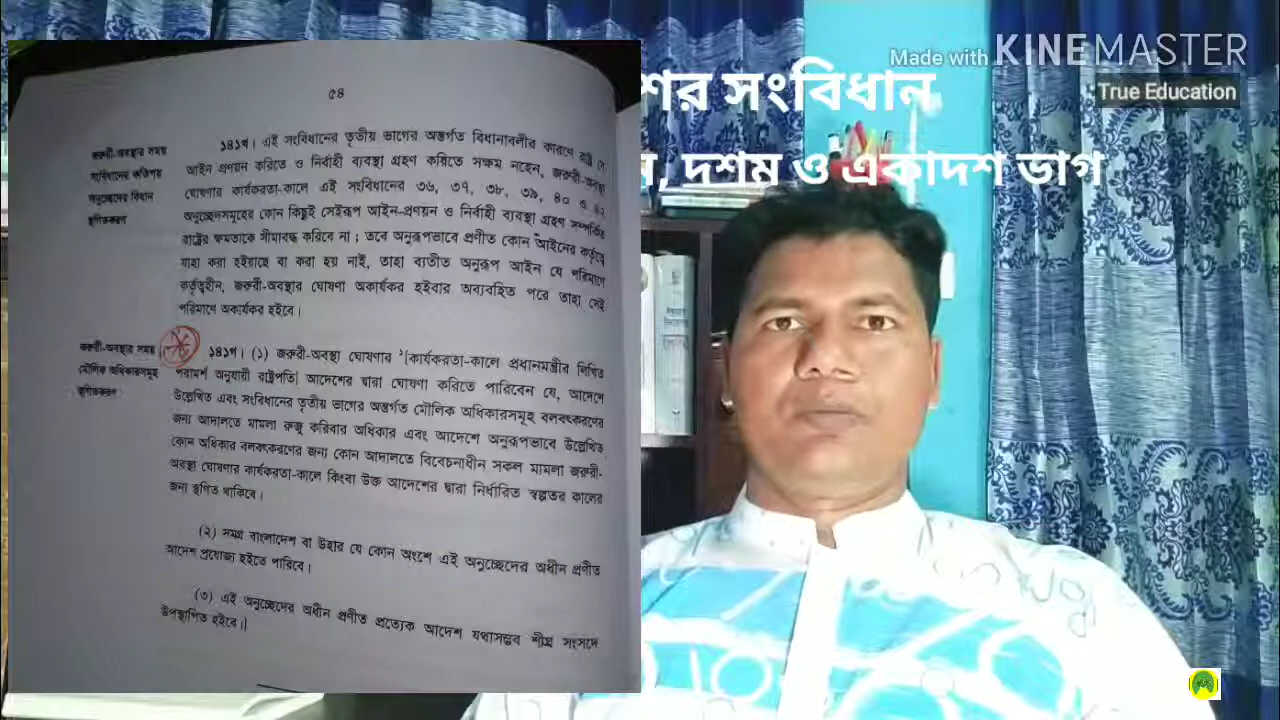 Made with KINEMASTER
True Education
শের সংবিধান
ম, দশম ও একাদশ ভাগ
৫৪
জরুরী-অবস্থার সময়
সংবিধানের কতিপয়
অনুচ্ছেদের বিধান
স্থগিতকরণ
১৪১খ। এই সংবিধানের তৃতীয় ভাগের অন্তর্গত বিধানাবলীর কারণে রাষ্ট্র যে
আইন প্রণয়ন করিতে ও নির্বাহী ব্যবস্থা গ্রহণ করিতে সক্ষম নহেন, জরুরী-অবস্থা
ঘোষণার কার্যকরতা-কালে এই সংবিধানের ৩৬, ৩৭, ৩৮, ৩৯, ৪০ ও ৪২
অনুচ্ছেদসমূহের কোন কিছুই সেইরূপ আইন-প্রণয়ন ও নির্বাহী ব্যবস্থা গ্রহণ সম্পর্কিত
রাষ্ট্রের ক্ষমতাকে সীমাবদ্ধ করিবে না ; তবে অনুরূপভাবে প্রণীত কোন আইনের কর্তৃত্বে
যাহা করা হইয়াছে বা করা হয় নাই, তাহা ব্যতীত অনুরূপ আইন যে পরিমাণে
কর্তৃত্বহীন, জরুরী-অবস্থার ঘোষণা অকার্যকর হইবার অব্যবহিত পরে তাহা সেই
পরিমাণে অকার্যকর হইবে।
জরুরী-অবস্থার সময়
মৌলিক অধিকারসমূহ
স্থগিতকরণ
১৪১গ। (১) জরুরী-অবস্থা ঘোষণার ১[কার্যকরতা-কালে প্রধানমন্ত্রীর লিখিত
পরামর্শ অনুযায়ী রাষ্ট্রপতি] আদেশের দ্বারা ঘোষণা করিতে পারিবেন যে, আদেশে
উল্লেখিত এবং সংবিধানের তৃতীয় ভাগের অন্তর্গত মৌলিক অধিকারসমূহ বলবৎকরণের
জন্য আদালতে মামলা রুজু করিবার অধিকার এবং আদেশে অনুরূপভাবে উল্লেখিত
কোন অধিকার বলবৎকরণের জন্য কোন আদালতে বিবেচনাধীন সকল মামলা জরুরী-
অবস্থা ঘোষণার কার্যকরতা-কালে কিংবা উক্ত আদেশের দ্বারা নির্ধারিত স্বল্পতর কালের
জন্য স্থগিত থাকিবে।
(২) সমগ্র বাংলাদেশ বা উহার যে কোন অংশে এই অনুচ্ছেদের অধীন প্রণীত
আদেশ প্রযোজ্য হইতে পারিবে।
(৩) এই অনুচ্ছেদের অধীন প্রণীত প্রত্যেক আদেশ যথাসম্ভব শীঘ্র সংসদে
উপস্থাপিত হইবে।]